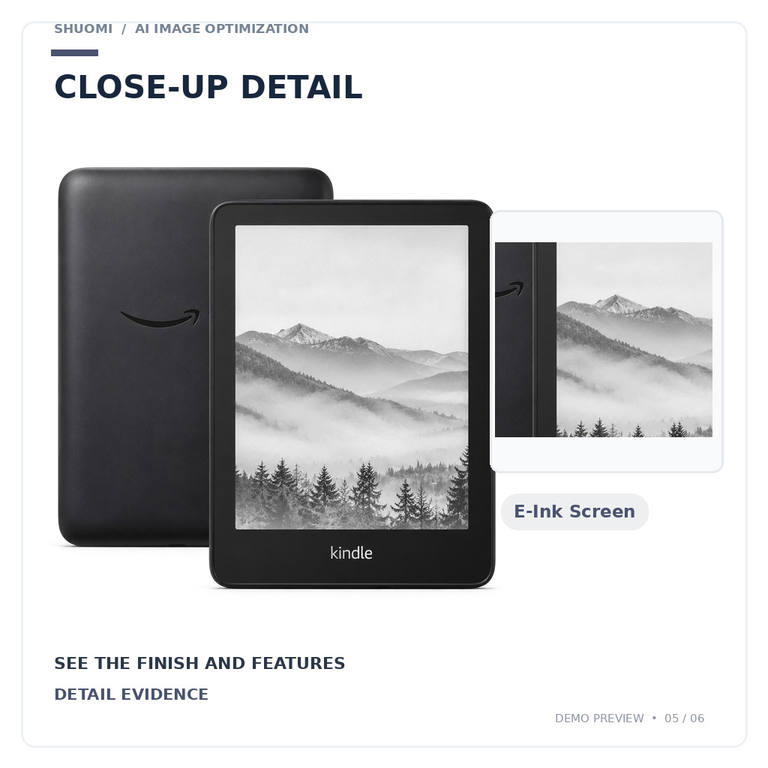 SHUOMI / AI IMAGE OPTIMIZATION
CLOSE-UP DETAIL
kindle
E-Ink Screen
SEE THE FINISH AND FEATURES
DETAIL EVIDENCE
DEMO PREVIEW • 05 / 06